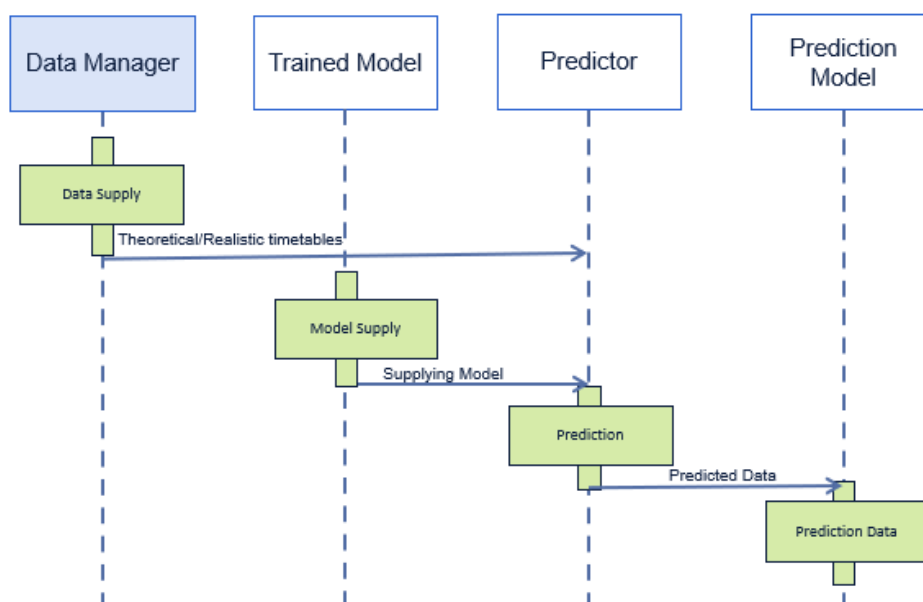 Data Manager
Trained Model
Predictor
Prediction
Model
Data Supply
Theoretical/Realistic timetables
Model Supply
Supplying Model
Prediction
Predicted Data
Prediction Data